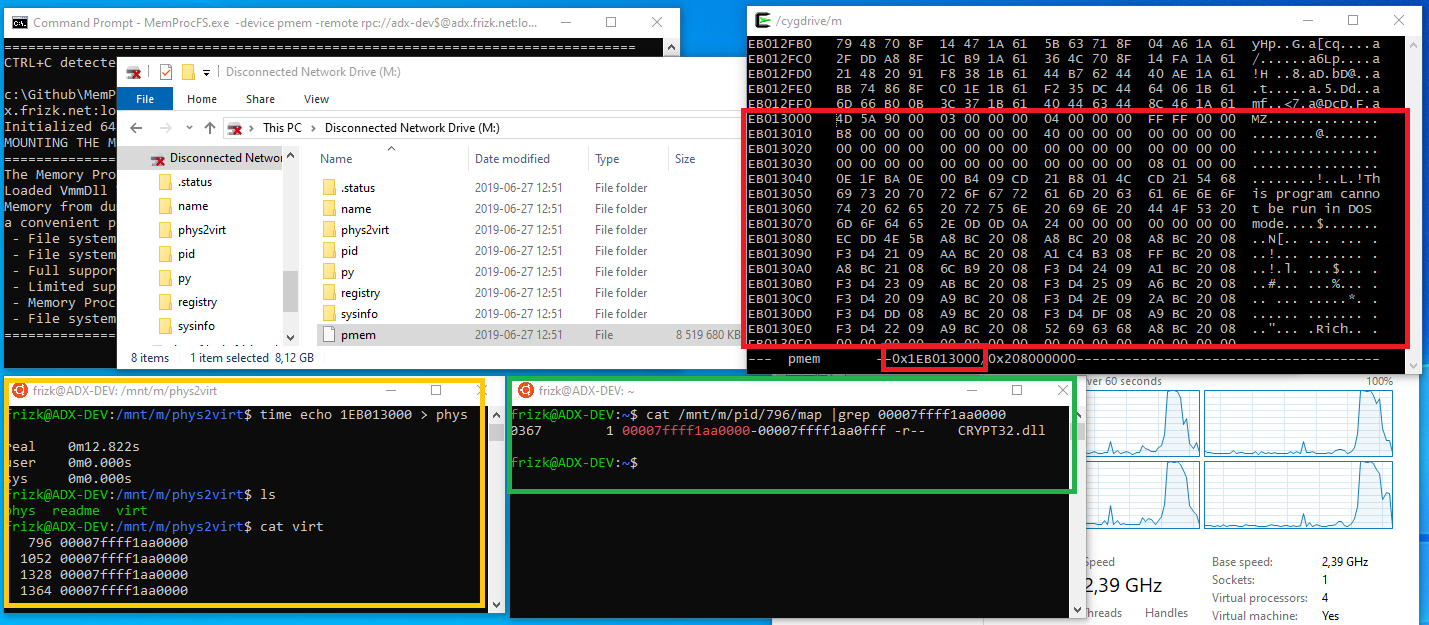 Command Prompt - MemProcFS.exe  -device pmem -remote rpc://adx-dev$@adx.frizk.net:lo...
===============================================================================
CTRL+C detecte
c:\Github\MemP
x.frizk.net:lo
Initialized 64
MOUNTING THE M
==============
The Memory Pro
Loaded VmmDll
Memory from du
a convenient p
- File system
- File system
- Full suppor
- Limited sup
- Memory Proc
- File system
==============
Disconnected Network Drive (M:)
File Home Share View
This PC > Disconnected Network Drive (M:)
Disconnected Networ
.status
name
phys2virt
pid
py
registry
sysinfo
Name Date modified Type Size
.status 2019-06-27 12:51 File folder
name 2019-06-27 12:51 File folder
phys2virt 2019-06-27 12:51 File folder
pid 2019-06-27 12:51 File folder
py 2019-06-27 12:51 File folder
registry 2019-06-27 12:51 File folder
sysinfo 2019-06-27 12:51 File folder
pmem 2019-06-27 12:51 File 8 519 680 KB
8 items 1 item selected 8,12 GB
/cygdrive/m
EB012FB0 79 48 70 8F 14 47 1A 61 5B 63 71 8F 04 A6 1A 61 yHp..G.a[cq....a
EB012FC0 2F DD A8 8F 1C B9 1A 61 36 4C 70 8F 14 FA 1A 61 /......a6Lp....a
EB012FD0 21 48 20 91 F8 38 1B 61 44 B7 62 44 40 AE 1A 61 !H ..8.aD.bD@..a
EB012FE0 BB 74 86 8F C0 1E 1B 61 F2 35 DC 44 64 06 1B 61 .t.....a.5.Dd..a
EB012FF0 6D 66 B0 0B 3C 37 1B 61 40 44 63 44 8C 46 1A 61 mf..<7.a@DcD.F.a
EB013000 4D 5A 90 00 03 00 00 00 04 00 00 00 FF FF 00 00 MZ..............
EB013010 B8 00 00 00 00 00 00 00 40 00 00 00 00 00 00 00 ........@.......
EB013020 00 00 00 00 00 00 00 00 00 00 00 00 00 00 00 00 ................
EB013030 00 00 00 00 00 00 00 00 00 00 00 00 08 01 00 00 ................
EB013040 0E 1F BA 0E 00 B4 09 CD 21 B8 01 4C CD 21 54 68 ........!..L.!Th
EB013050 69 73 20 70 72 6F 67 72 61 6D 20 63 61 6E 6E 6F is program canno
EB013060 74 20 62 65 20 72 75 6E 20 69 6E 20 44 4F 53 20 t be run in DOS
EB013070 6D 6F 64 65 2E 0D 0D 0A 24 00 00 00 00 00 00 00 mode....$.......
EB013080 EC DD 4E 5B A8 BC 20 08 A8 BC 20 08 A8 BC 20 08 ..N[.. ... ... .
EB013090 F3 D4 21 09 AA BC 20 08 A1 C4 B3 08 FF BC 20 08 ..!... ....... .
EB0130A0 A8 BC 21 08 6C B9 20 08 F3 D4 24 09 A1 BC 20 08 ..!.l. ...$... .
EB0130B0 F3 D4 23 09 AB BC 20 08 F3 D4 25 09 A6 BC 20 08 ..#... ...%... .
EB0130C0 F3 D4 20 09 A9 BC 20 08 F3 D4 2E 09 2A BC 20 08 .. ... .....*. .
EB0130D0 F3 D4 DD 08 A9 BC 20 08 F3 D4 DF 08 A9 BC 20 08 ...... ....... .
EB0130E0 F3 D4 22 09 A9 BC 20 08 52 69 63 68 A8 BC 20 08 .."... .Rich.. .
EB0130F0 00 00 00 00 00 00 00 00 00 00 00 00 00 00 00 00 ................
--- pmem --0x1EB013000/0x208000000--------------------------------------
frizk@ADX-DEV: /mnt/m/phys2virt
frizk@ADX-DEV:/mnt/m/phys2virt$ time echo 1EB013000 > phys
real 0m12.822s
user 0m0.000s
sys 0m0.000s
frizk@ADX-DEV:/mnt/m/phys2virt$ ls
phys readme virt
frizk@ADX-DEV:/mnt/m/phys2virt$ cat virt
796 00007ffff1aa0000
1052 00007ffff1aa0000
1328 00007ffff1aa0000
1364 00007ffff1aa0000
frizk@ADX-DEV: ~
frizk@ADX-DEV:~$ cat /mnt/m/pid/796/map |grep 00007ffff1aa0000
0367 1 00007ffff1aa0000-00007ffff1aa0fff -r-- CRYPT32.dll
frizk@ADX-DEV:~$
ver 60 seconds 100%
Speed
2,39 GHz
Threads Handles
Base speed: 2,39 GHz
Sockets: 1
Virtual processors: 4
Virtual machine: Yes